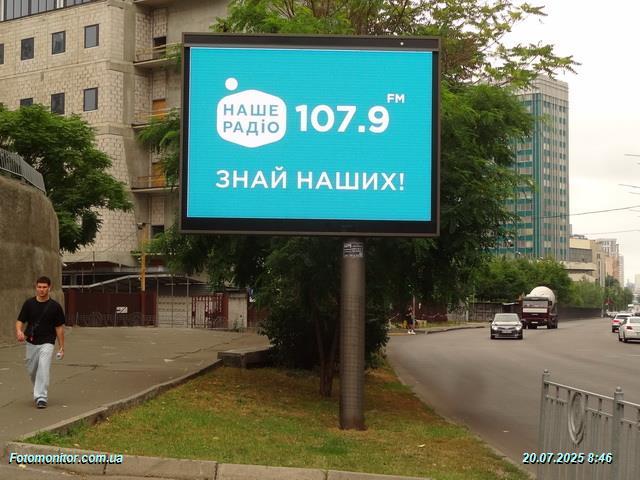 НАШЕ
РАДІО
107.9 FM
ЗНАЙ НАШИХ!
Fotomonitor.com.ua
20.07.2025 8:46